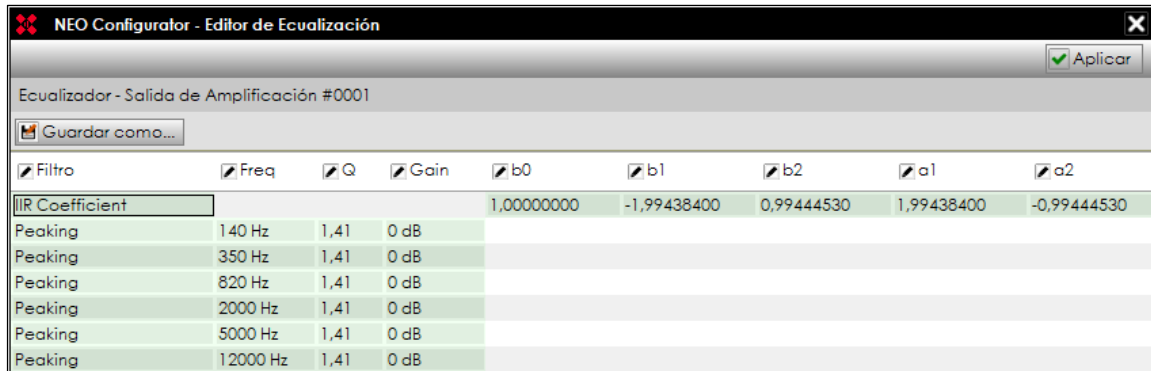 NEO Configurator - Editor de Ecualización
Aplicar
Ecualizador - Salida de Amplificación #0001
Guardar como...
Filtro Freq Q Gain b0 b1 b2 a1 a2
IIR Coefficient 1,00000000 -1,99438400 0,99444530 1,99438400 -0,99444530
Peaking 140 Hz 1,41 0 dB
Peaking 350 Hz 1,41 0 dB
Peaking 820 Hz 1,41 0 dB
Peaking 2000 Hz 1,41 0 dB
Peaking 5000 Hz 1,41 0 dB
Peaking 12000 Hz 1,41 0 dB